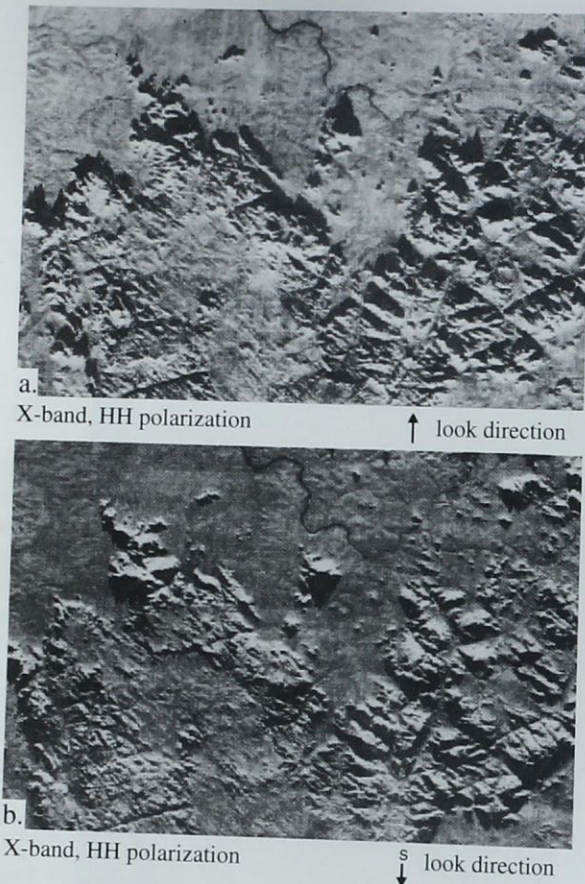 a.
X-band, HH polarization ↑ look direction
b.
X-band, HH polarization
s
↓ look direction